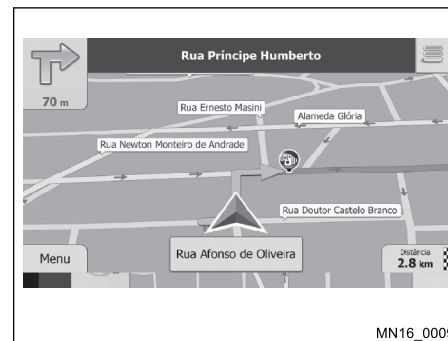 Rua Príncipe Humberto
70 m
Rua Ernesto Masini
Alameda Glória
Rua Newton Monteiro de Andrade
Rua Doutor Castelo Branco
Menu
Rua Afonso de Oliveira
Distância
2.8 km
MN16_0009